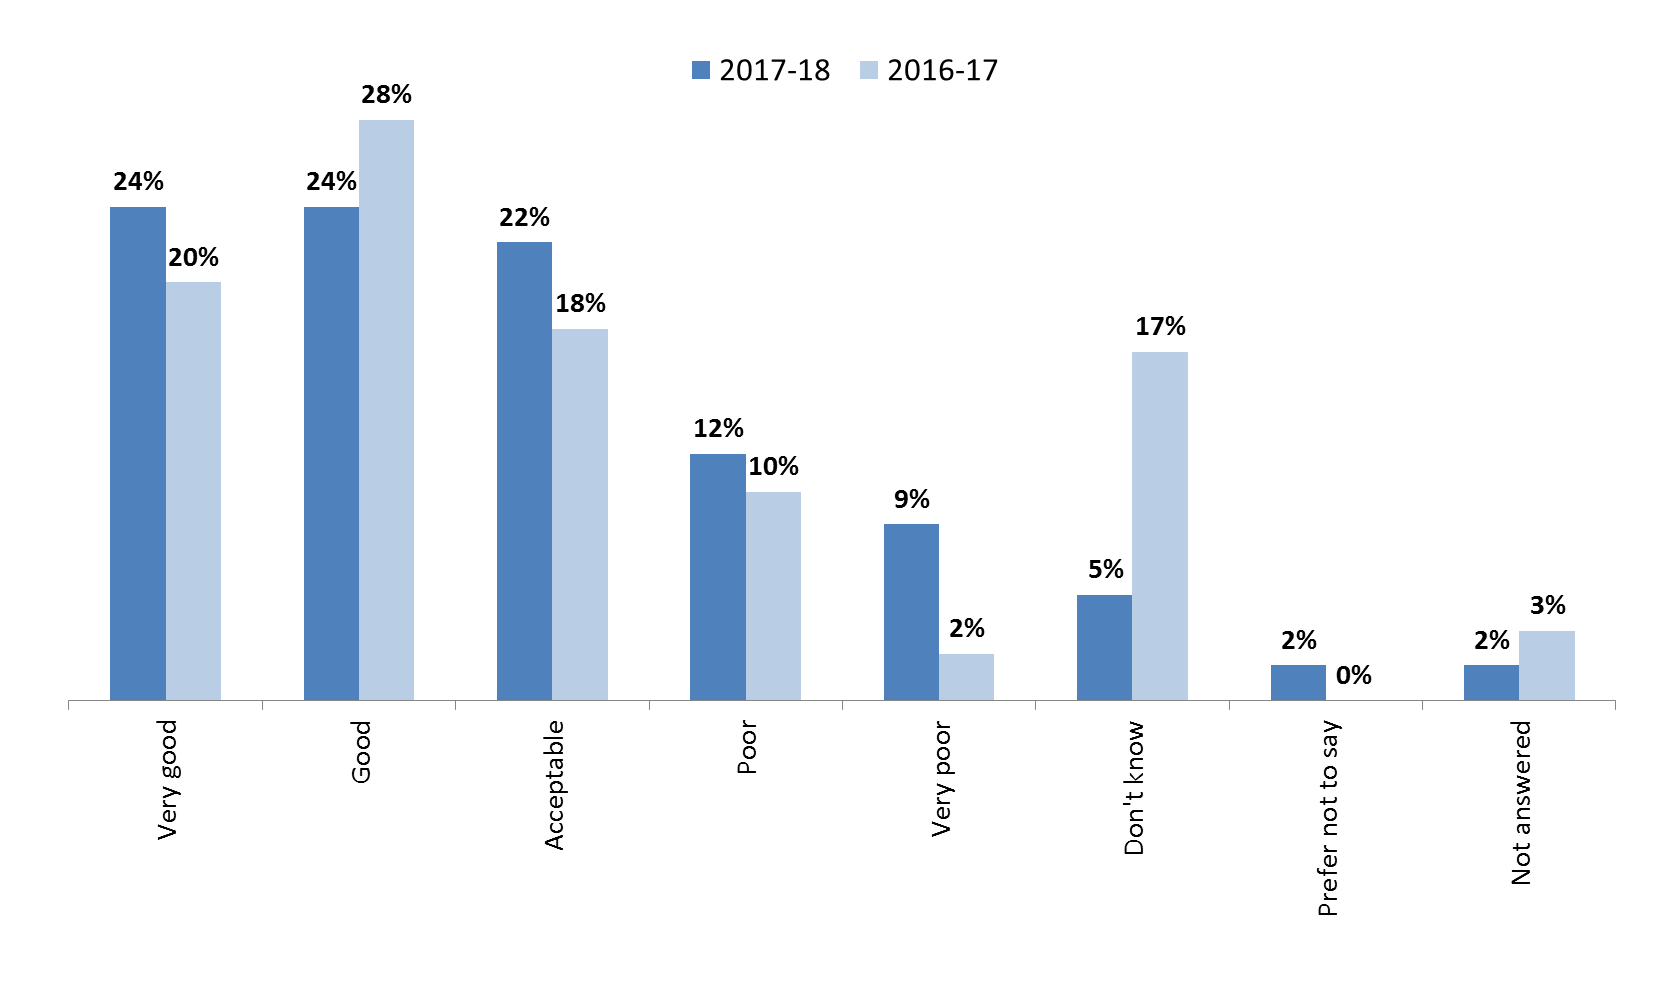 2017-18 2016-17
24% 20% 24% 28% 22% 18% 12% 10% 9% 2% 5% 17% 2% 0% 2% 3%
Very good
Good
Acceptable
Poor
Very poor
Don't know
Prefer not to say
Not answered